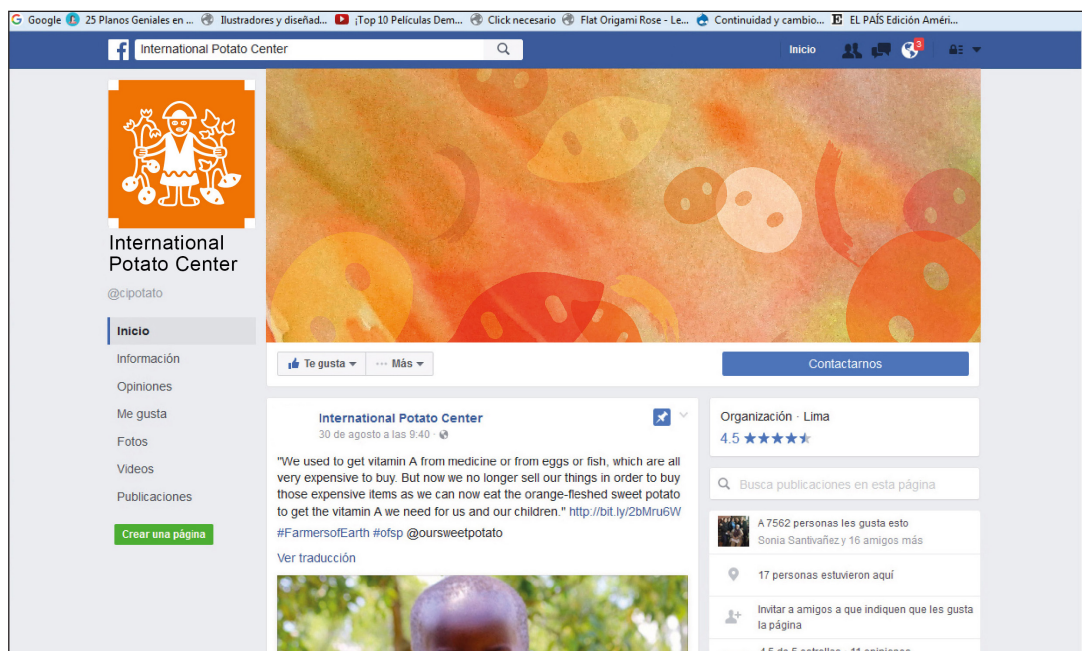 G Google
25 Planos Geniales en ...
Ilustradores y diseñad...
¡Top 10 Películas Dem...
Click necesario
Flat Origami Rose - Le...
Continuidad y cambio...
E EL PAÍS Edición Améri...
f International Potato Center
Inicio
3
International
Potato Center
@cipotato
Inicio
Información
Opiniones
Me gusta
Fotos
Videos
Publicaciones
Crear una página
Te gusta
··· Más
Contactarnos
International Potato Center
30 de agosto a las 9:40 ·
"We used to get vitamin A from medicine or from eggs or fish, which are all
very expensive to buy. But now we no longer sell our things in order to buy
those expensive items as we can now eat the orange-fleshed sweet potato
to get the vitamin A we need for us and our children." http://bit.ly/2bMru6W
#FarmersofEarth #ofsp @oursweetpotato
Ver traducción
Organización · Lima
4.5 ★★★★
Busca publicaciones en esta página
A 7562 personas les gusta esto
Sonia Santivañez y 16 amigos más
17 personas estuvieron aquí
Invitar a amigos a que indiquen que les gusta
la página
4.5 de 5 estrellas · 11 opiniones